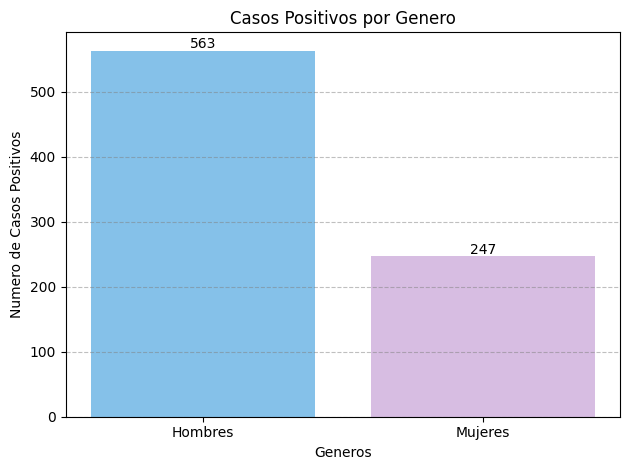 Casos Positivos por Genero
563
247
Numero de Casos Positivos
500
400
300
200
100
0
Hombres
Mujeres
Generos